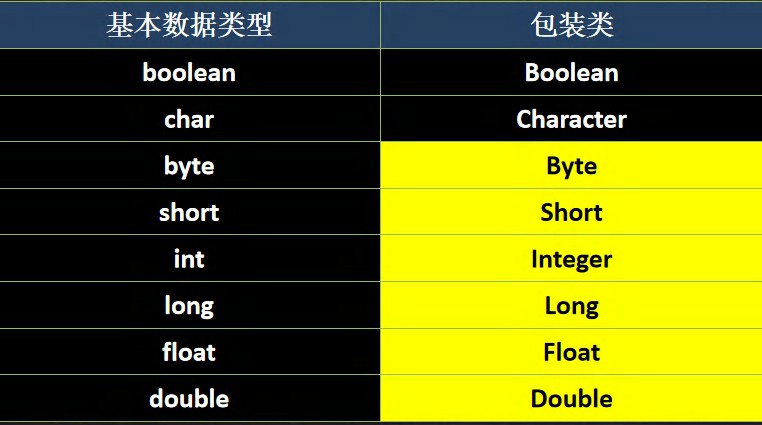 基本数据类型 包装类
boolean Boolean
char Character
byte Byte
short Short
int Integer
long Long
float Float
double Double